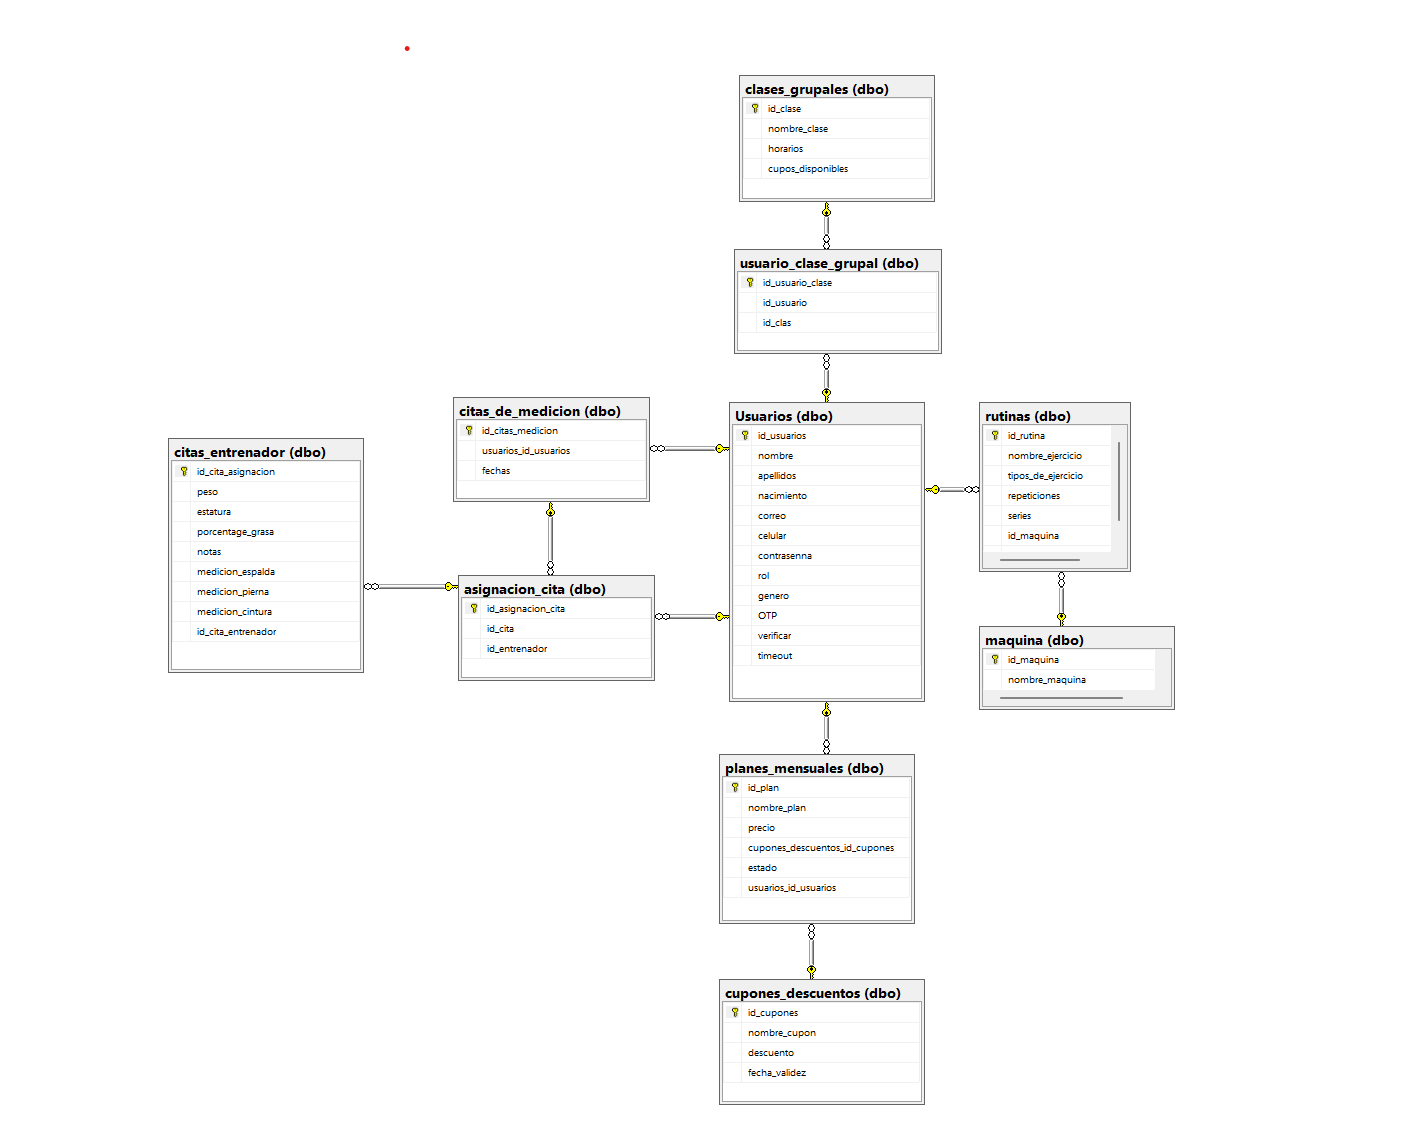 clases_grupales (dbo)
id_clase
nombre_clase
horarios
cupos_disponibles
usuario_clase_grupal (dbo)
id_usuario_clase
id_usuario
id_clas
citas_de_medicion (dbo)
id_citas_medicion
usuarios_id_usuarios
fechas
Usuarios (dbo)
id_usuarios
nombre
apellidos
nacimiento
correo
celular
contrasenna
rol
genero
OTP
verificar
timeout
rutinas (dbo)
id_rutina
nombre_ejercicio
tipos_de_ejercicio
repeticiones
series
id_maquina
citas_entrenador (dbo)
id_cita_asignacion
peso
estatura
porcentage_grasa
notas
medicion_espalda
medicion_pierna
medicion_cintura
id_cita_entrenador
asignacion_cita (dbo)
id_asignacion_cita
id_cita
id_entrenador
maquina (dbo)
id_maquina
nombre_maquina
planes_mensuales (dbo)
id_plan
nombre_plan
precio
cupones_descuentos_id_cupones
estado
usuarios_id_usuarios
cupones_descuentos (dbo)
id_cupones
nombre_cupon
descuento
fecha_validez